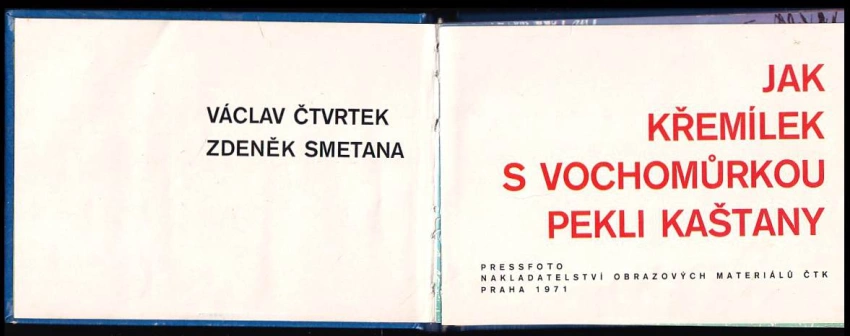 VÁCLAV ČTVRTEK
ZDENĚK SMETANA
JAK
KŘEMÍLEK
S VOCHOMŮRKOU
PEKLI KAŠTANY
PRESSFOTO
NAKLADATELSTVÍ OBRAZOVÝCH MATERIÁLŮ ČTK
PRAHA 1971